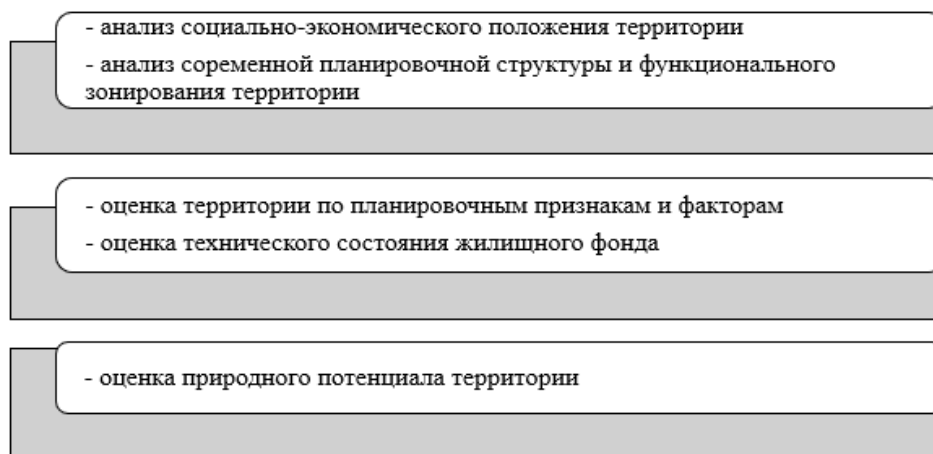 - анализ социально-экономического положения территории
- анализ соременной планировочной структуры и функционального
зонирования территории
- оценка территории по планировочным признакам и факторам
- оценка технического состояния жилищного фонда
- оценка природного потенциала территории